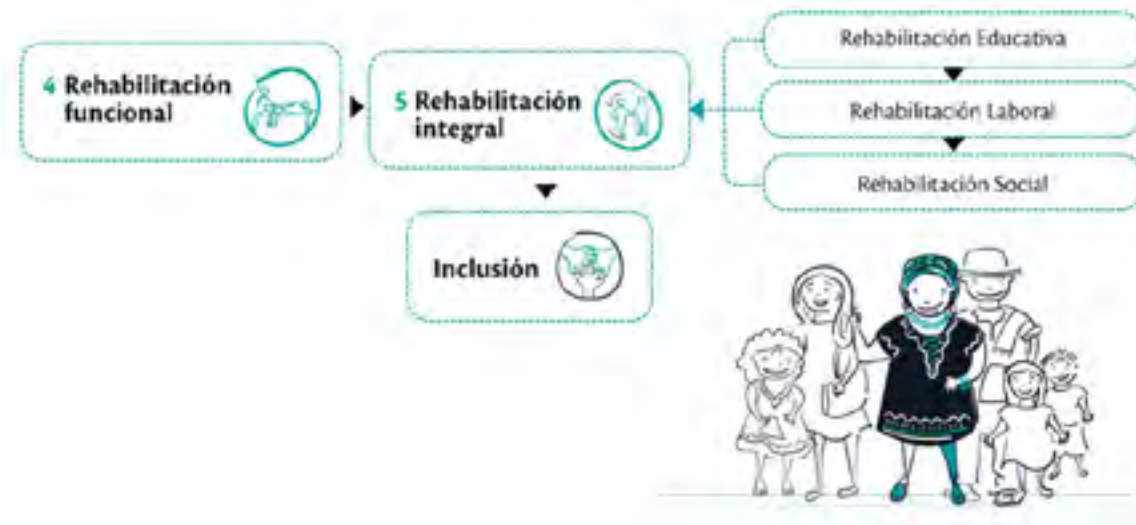 4 Rehabilitación
funcional
5 Rehabilitación
integral
Inclusión
Rehabilitación Educativa
Rehabilitación Laboral
Rehabilitación Social